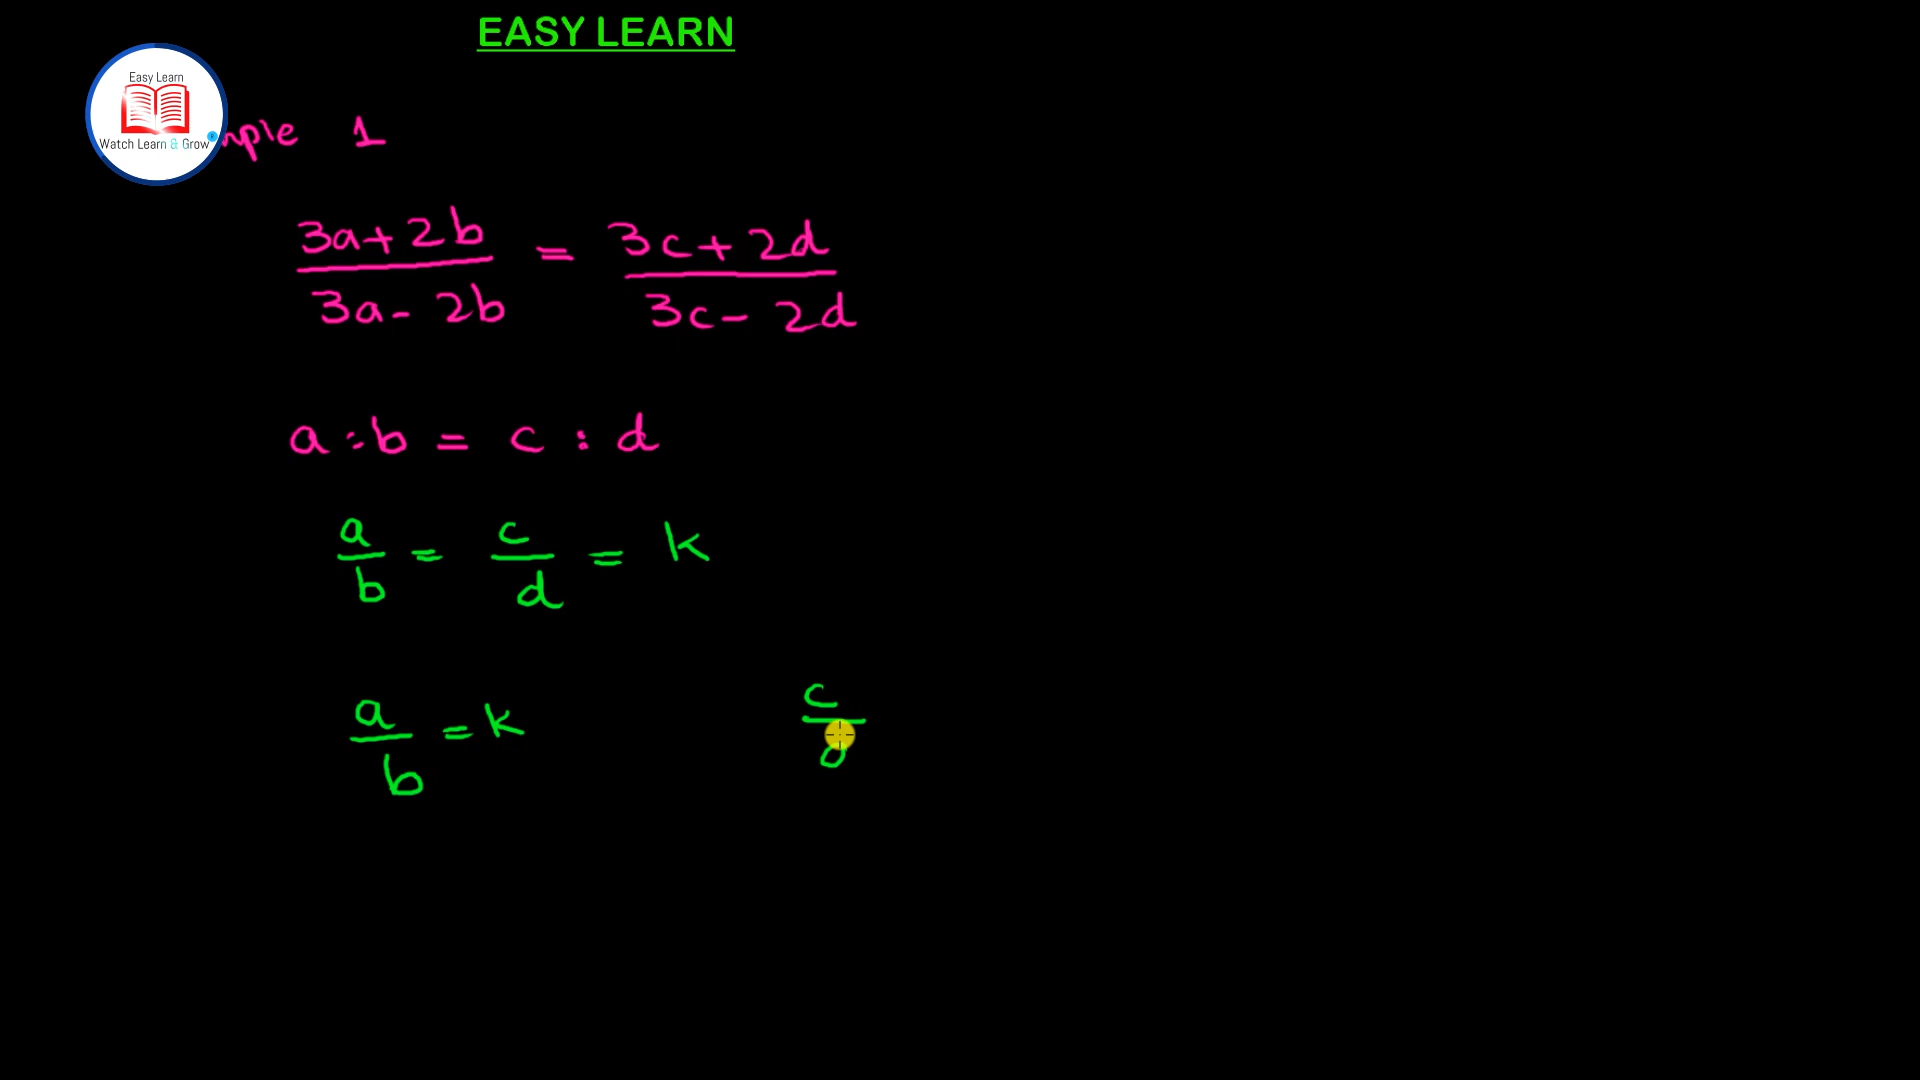 EASY LEARN
Easy Learn
Watch Learn & Grow
mple 1
3a+2b / 3a-2b = 3c+2d / 3c-2d
a:b = c:d
a/b = c/d = k
a/b = k
c